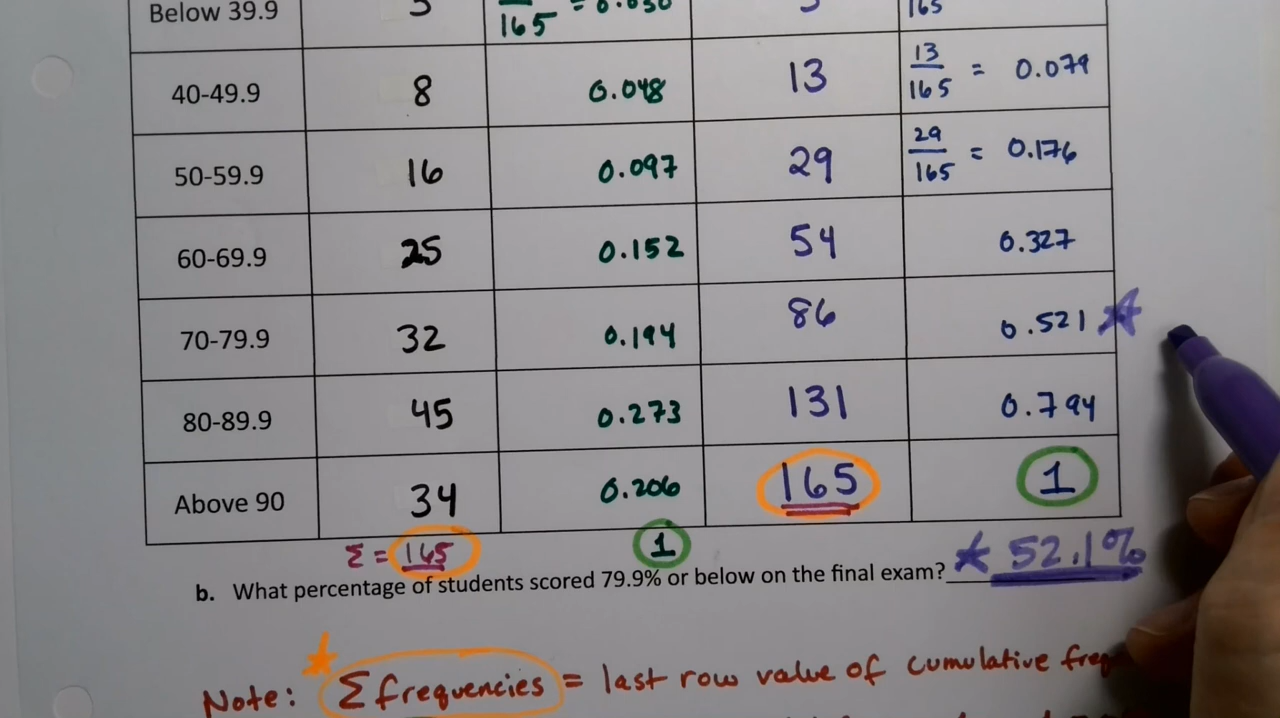 Below 39.9 5 165 = 0.030 5 165
40-49.9 8 0.048 13 13/165 = 0.079
50-59.9 16 0.097 29 29/165 = 0.176
60-69.9 25 0.152 54 0.327
70-79.9 32 0.194 86 0.521
80-89.9 45 0.273 131 0.794
Above 90 34 0.206 165 1
Σ = 165 1
b. What percentage of students scored 79.9% or below on the final exam? 52.1%
Note: Σ frequencies = last row value of cumulative